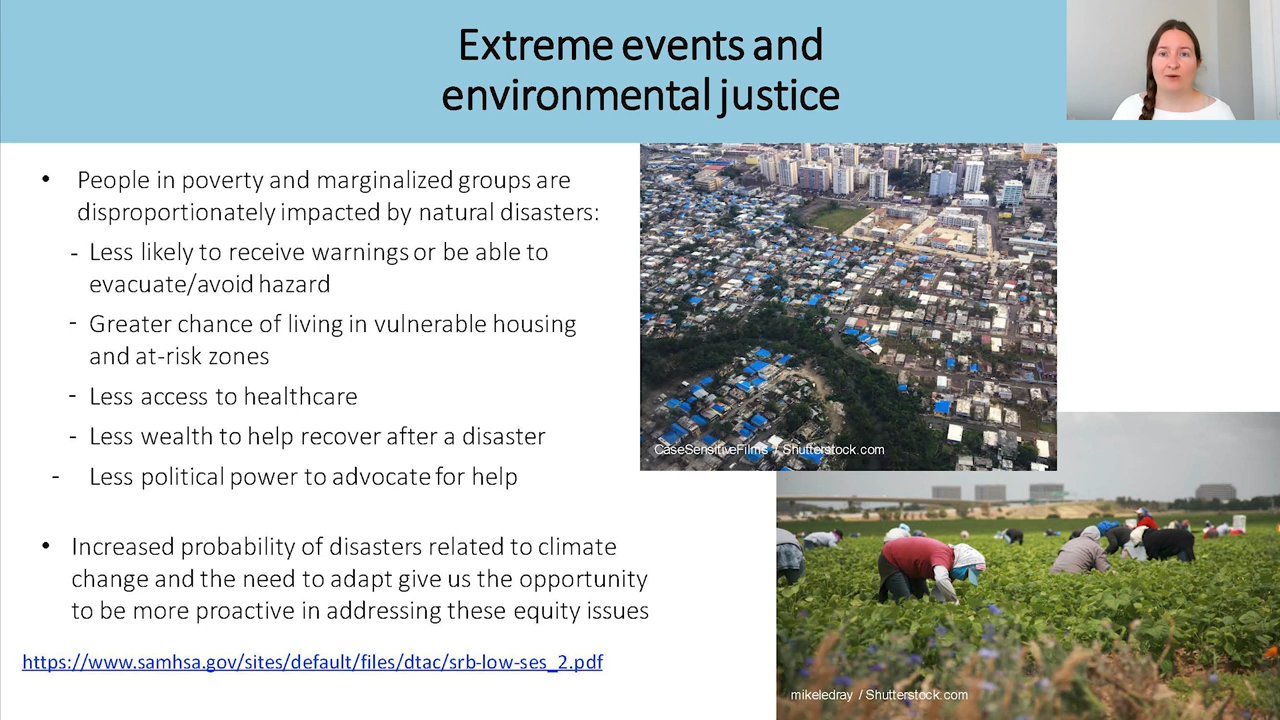 Extreme events and
environmental justice
• People in poverty and marginalized groups are
disproportionately impacted by natural disasters:
- Less likely to receive warnings or be able to
evacuate/avoid hazard
- Greater chance of living in vulnerable housing
and at-risk zones
- Less access to healthcare
- Less wealth to help recover after a disaster
- Less political power to advocate for help
• Increased probability of disasters related to climate
change and the need to adapt give us the opportunity
to be more proactive in addressing these equity issues
https://www.samhsa.gov/sites/default/files/dtac/srb-low-ses_2.pdf
CaseSensitiveFilms / Shutterstock.com
mikeledray / Shutterstock.com